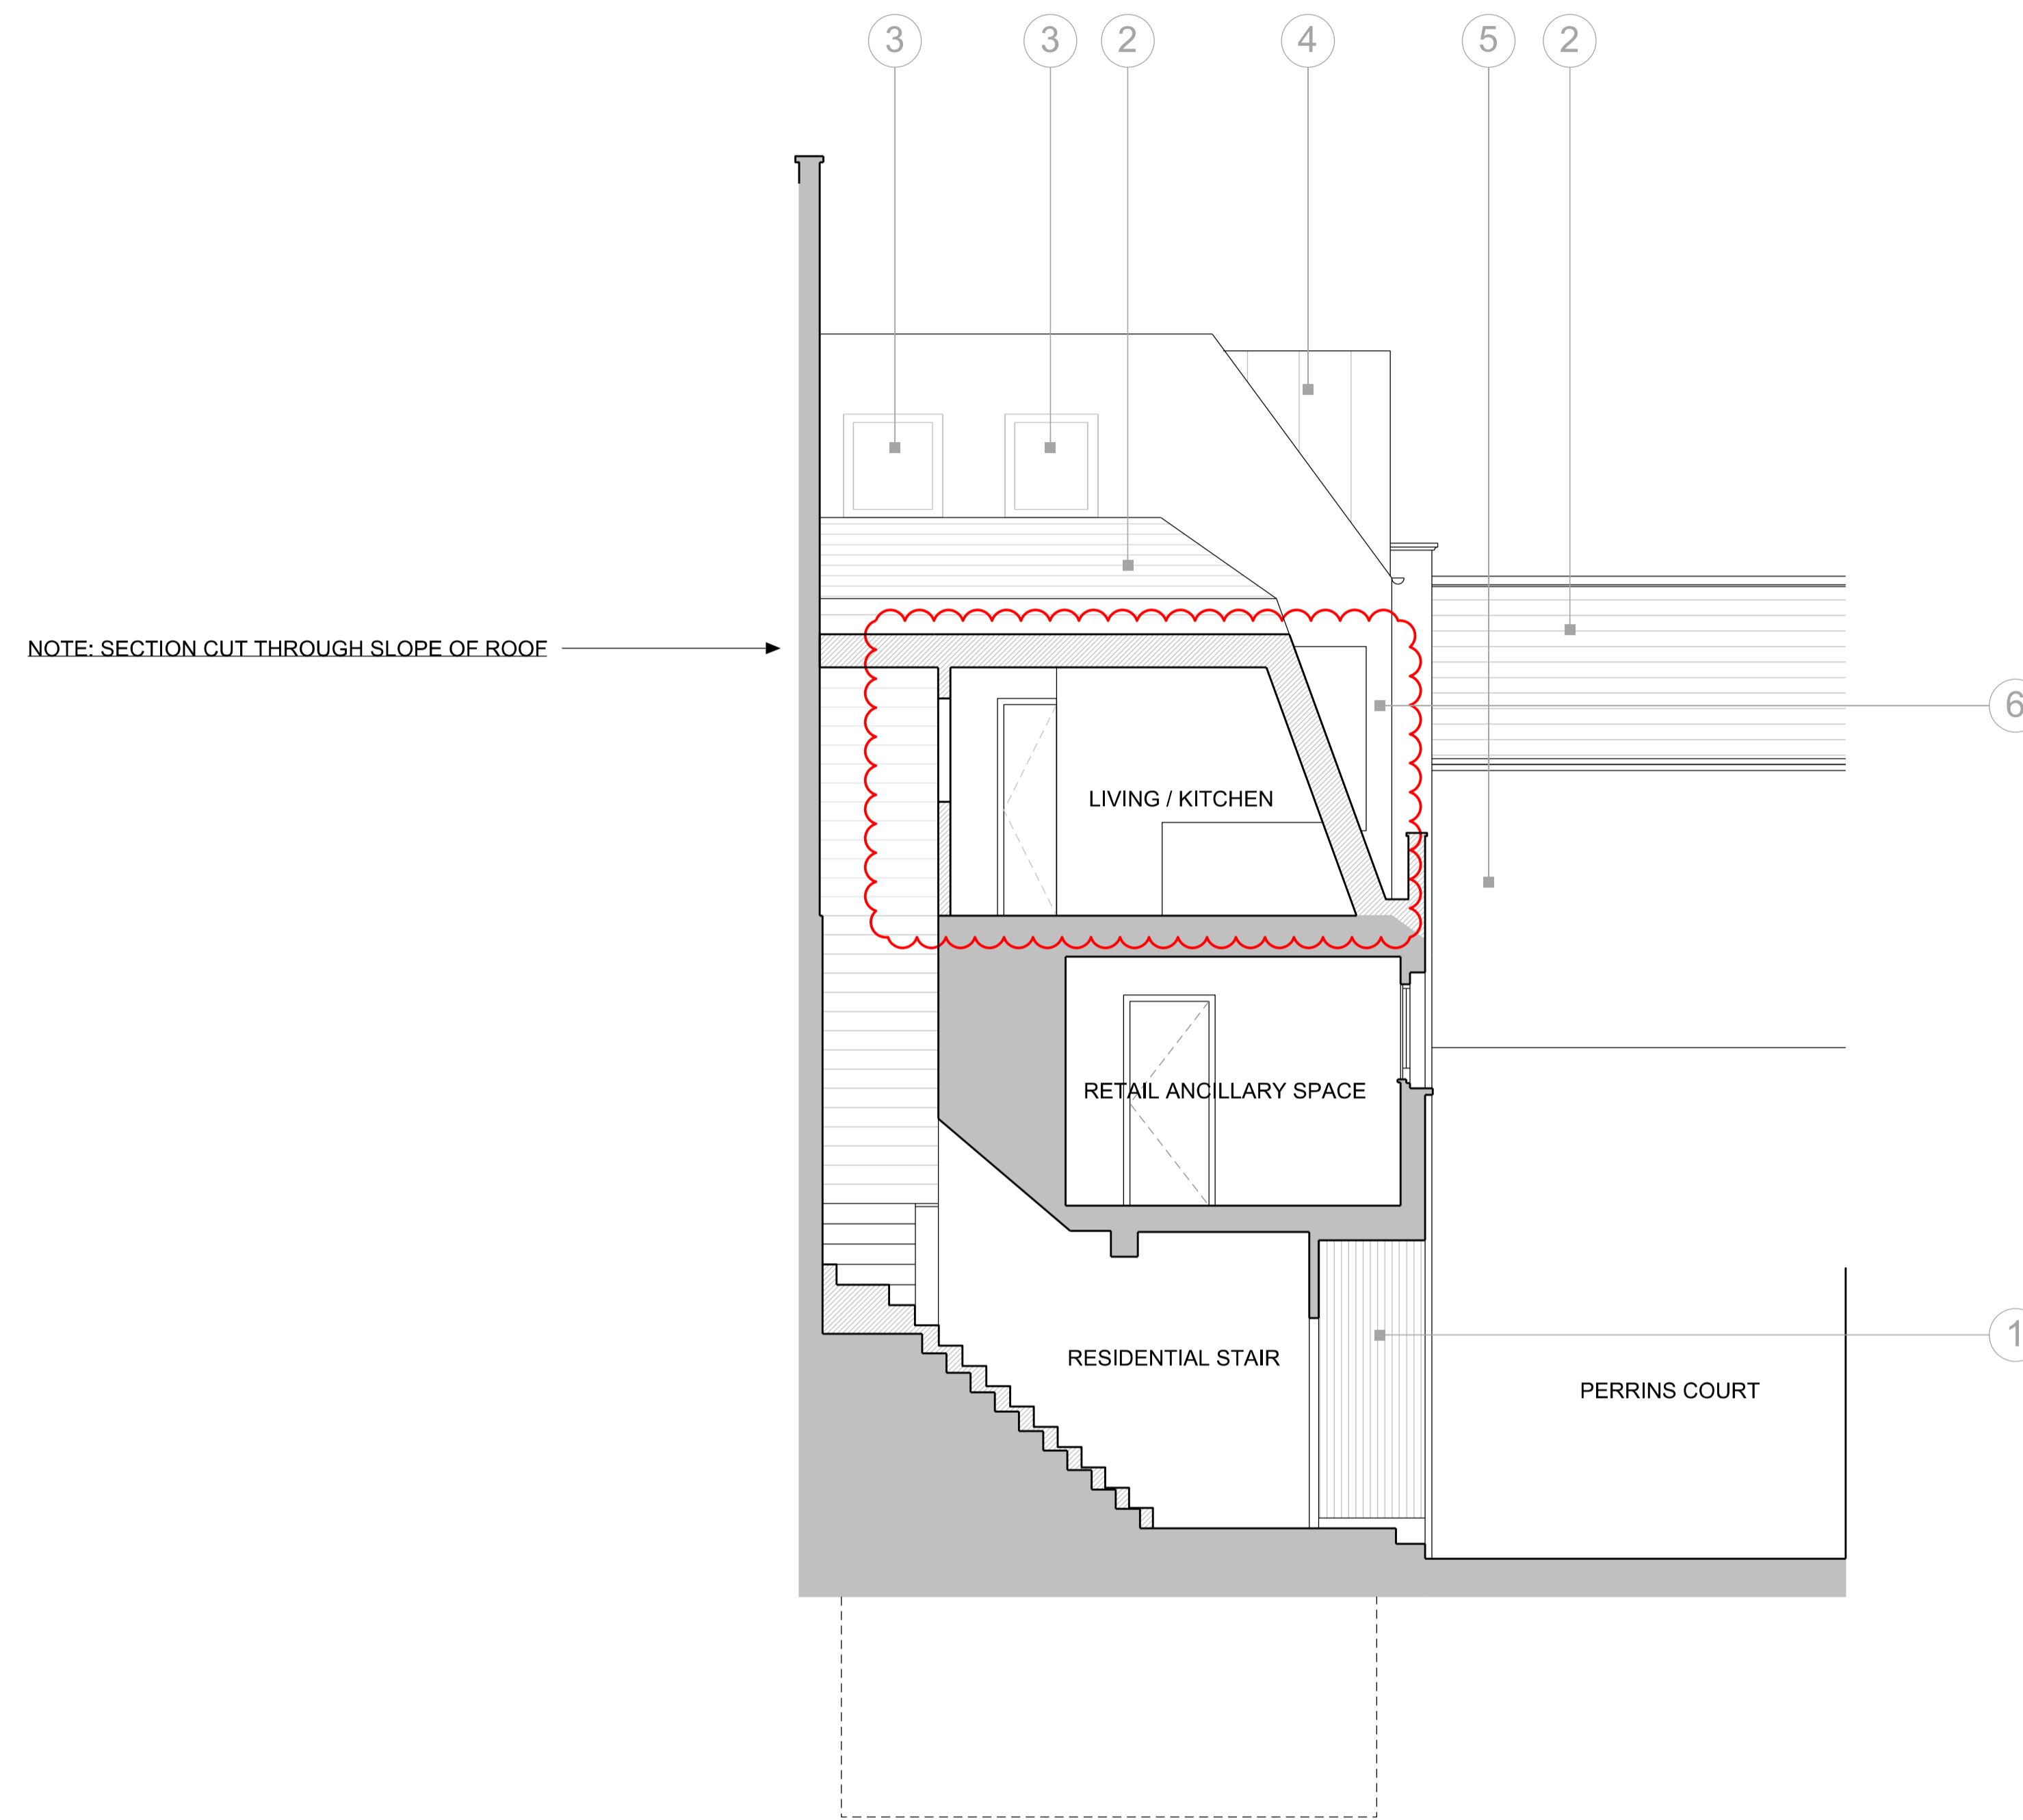 3
3
2
4
5
2
NOTE: SECTION CUT THROUGH SLOPE OF ROOF
6
LIVING / KITCHEN
RETAIL ANCILLARY SPACE
1
RESIDENTIAL STAIR
PERRINS COURT